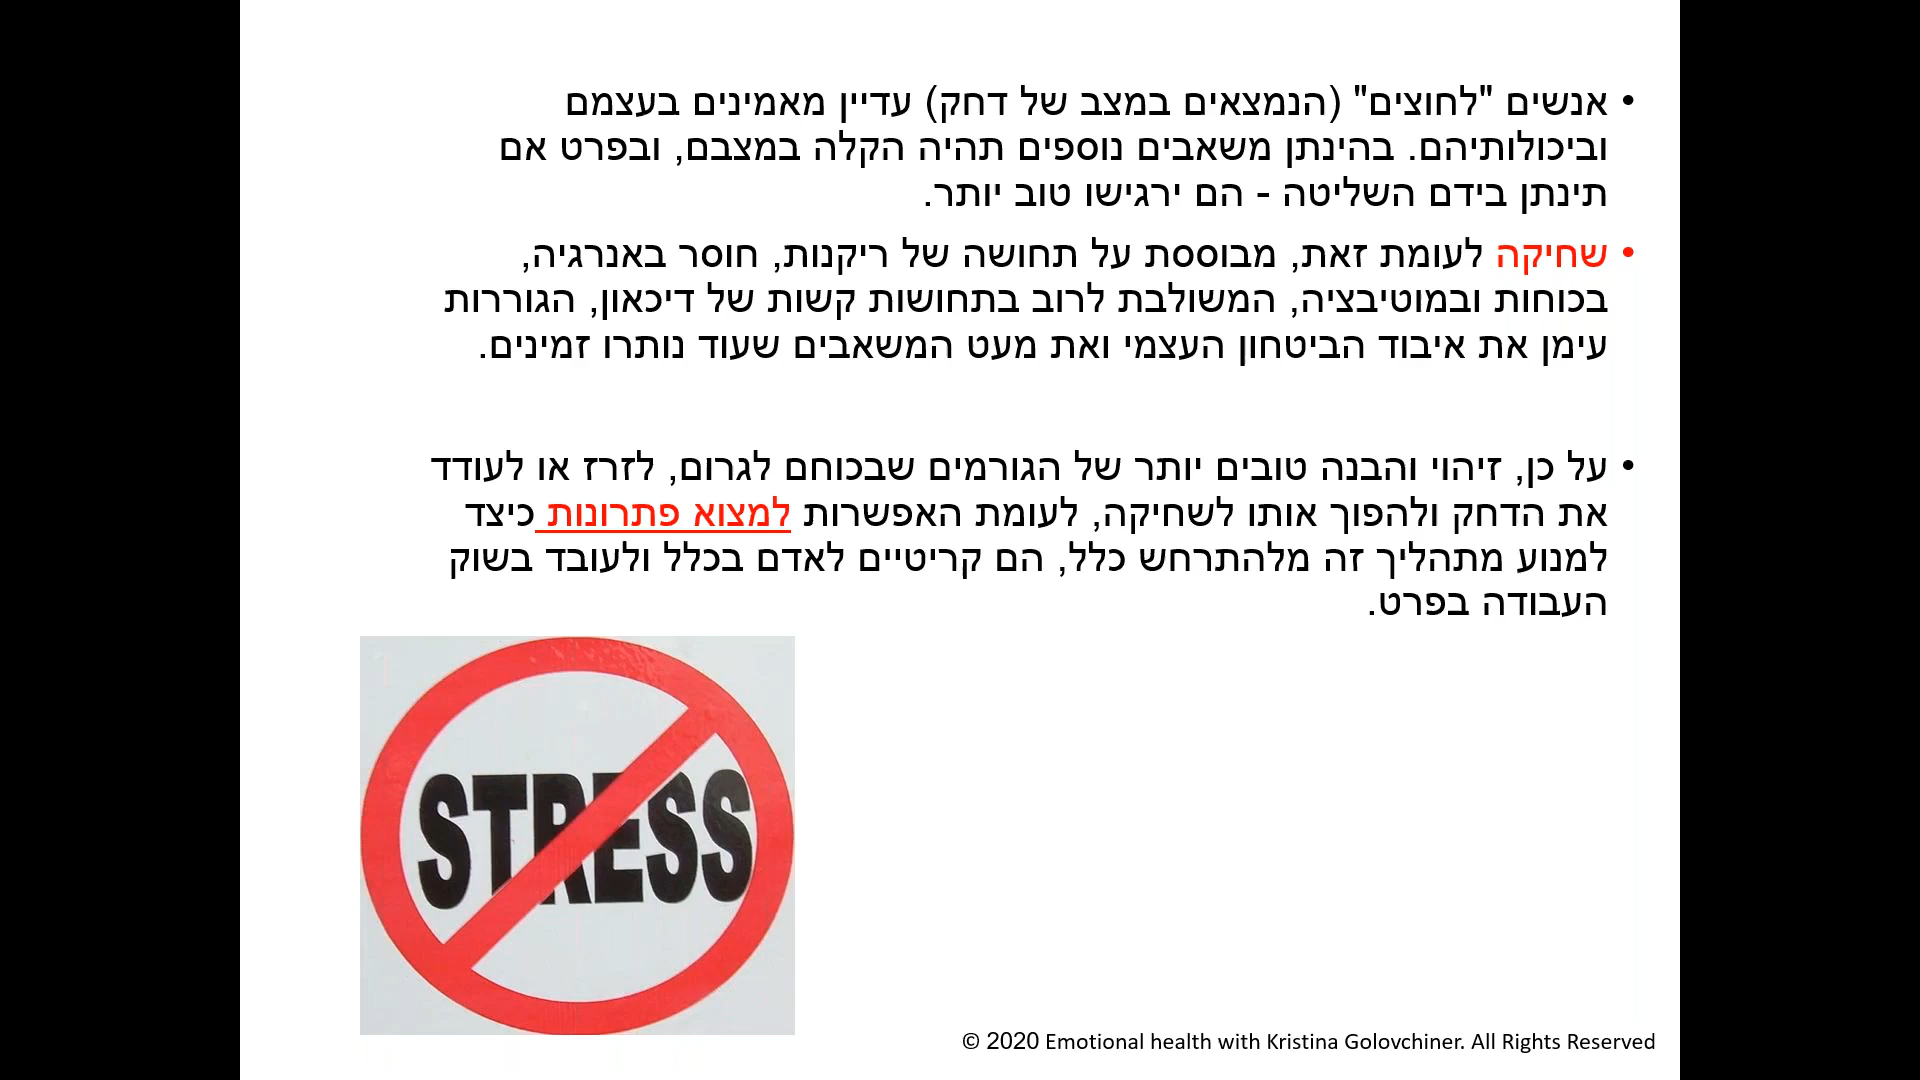 • אנשים "לחוצים" (הנמצאים במצב של דחק) עדיין מאמינים בעצמם
וביכולותיהם. בהינתן משאבים נוספים תהיה הקלה במצבם, ובפרט אם
תינתן בידם השליטה - הם ירגישו טוב יותר.
• שחיקה לעומת זאת, מבוססת על תחושה של ריקנות, חוסר באנרגיה,
בכוחות ובמוטיבציה, המשולבת לרוב בתחושות קשות של דיכאון, הגוררות
עימן את איבוד הביטחון העצמי ואת מעט המשאבים שעוד נותרו זמינים.
• על כן, זיהוי והבנה טובים יותר של הגורמים שבכוחם לגרום, לזרז או לעודד
את הדחק ולהפוך אותו לשחיקה, לעומת האפשרות למצוא פתרונות כיצד
למנוע מתהליך זה מלהתרחש כלל, הם קריטיים לאדם בכלל ולעובד בשוק
העבודה בפרט.
STRESS
© 2020 Emotional health with Kristina Golovchiner. All Rights Reserved